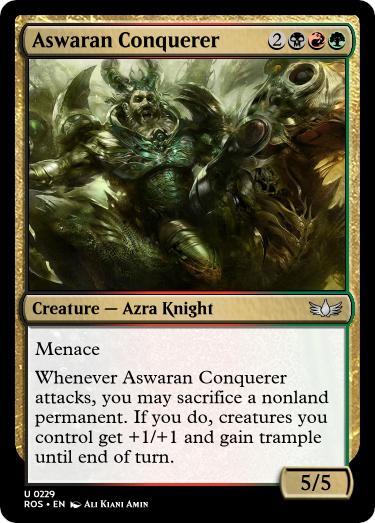 Aswaran Conquerer 2
Creature — Azra Knight
Menace
Whenever Aswaran Conquerer
attacks, you may sacrifice a nonland
permanent. If you do, creatures you
control get +1/+1 and gain trample
until end of turn.
5/5
U 0229
ROS • EN Ali Kiani Amin